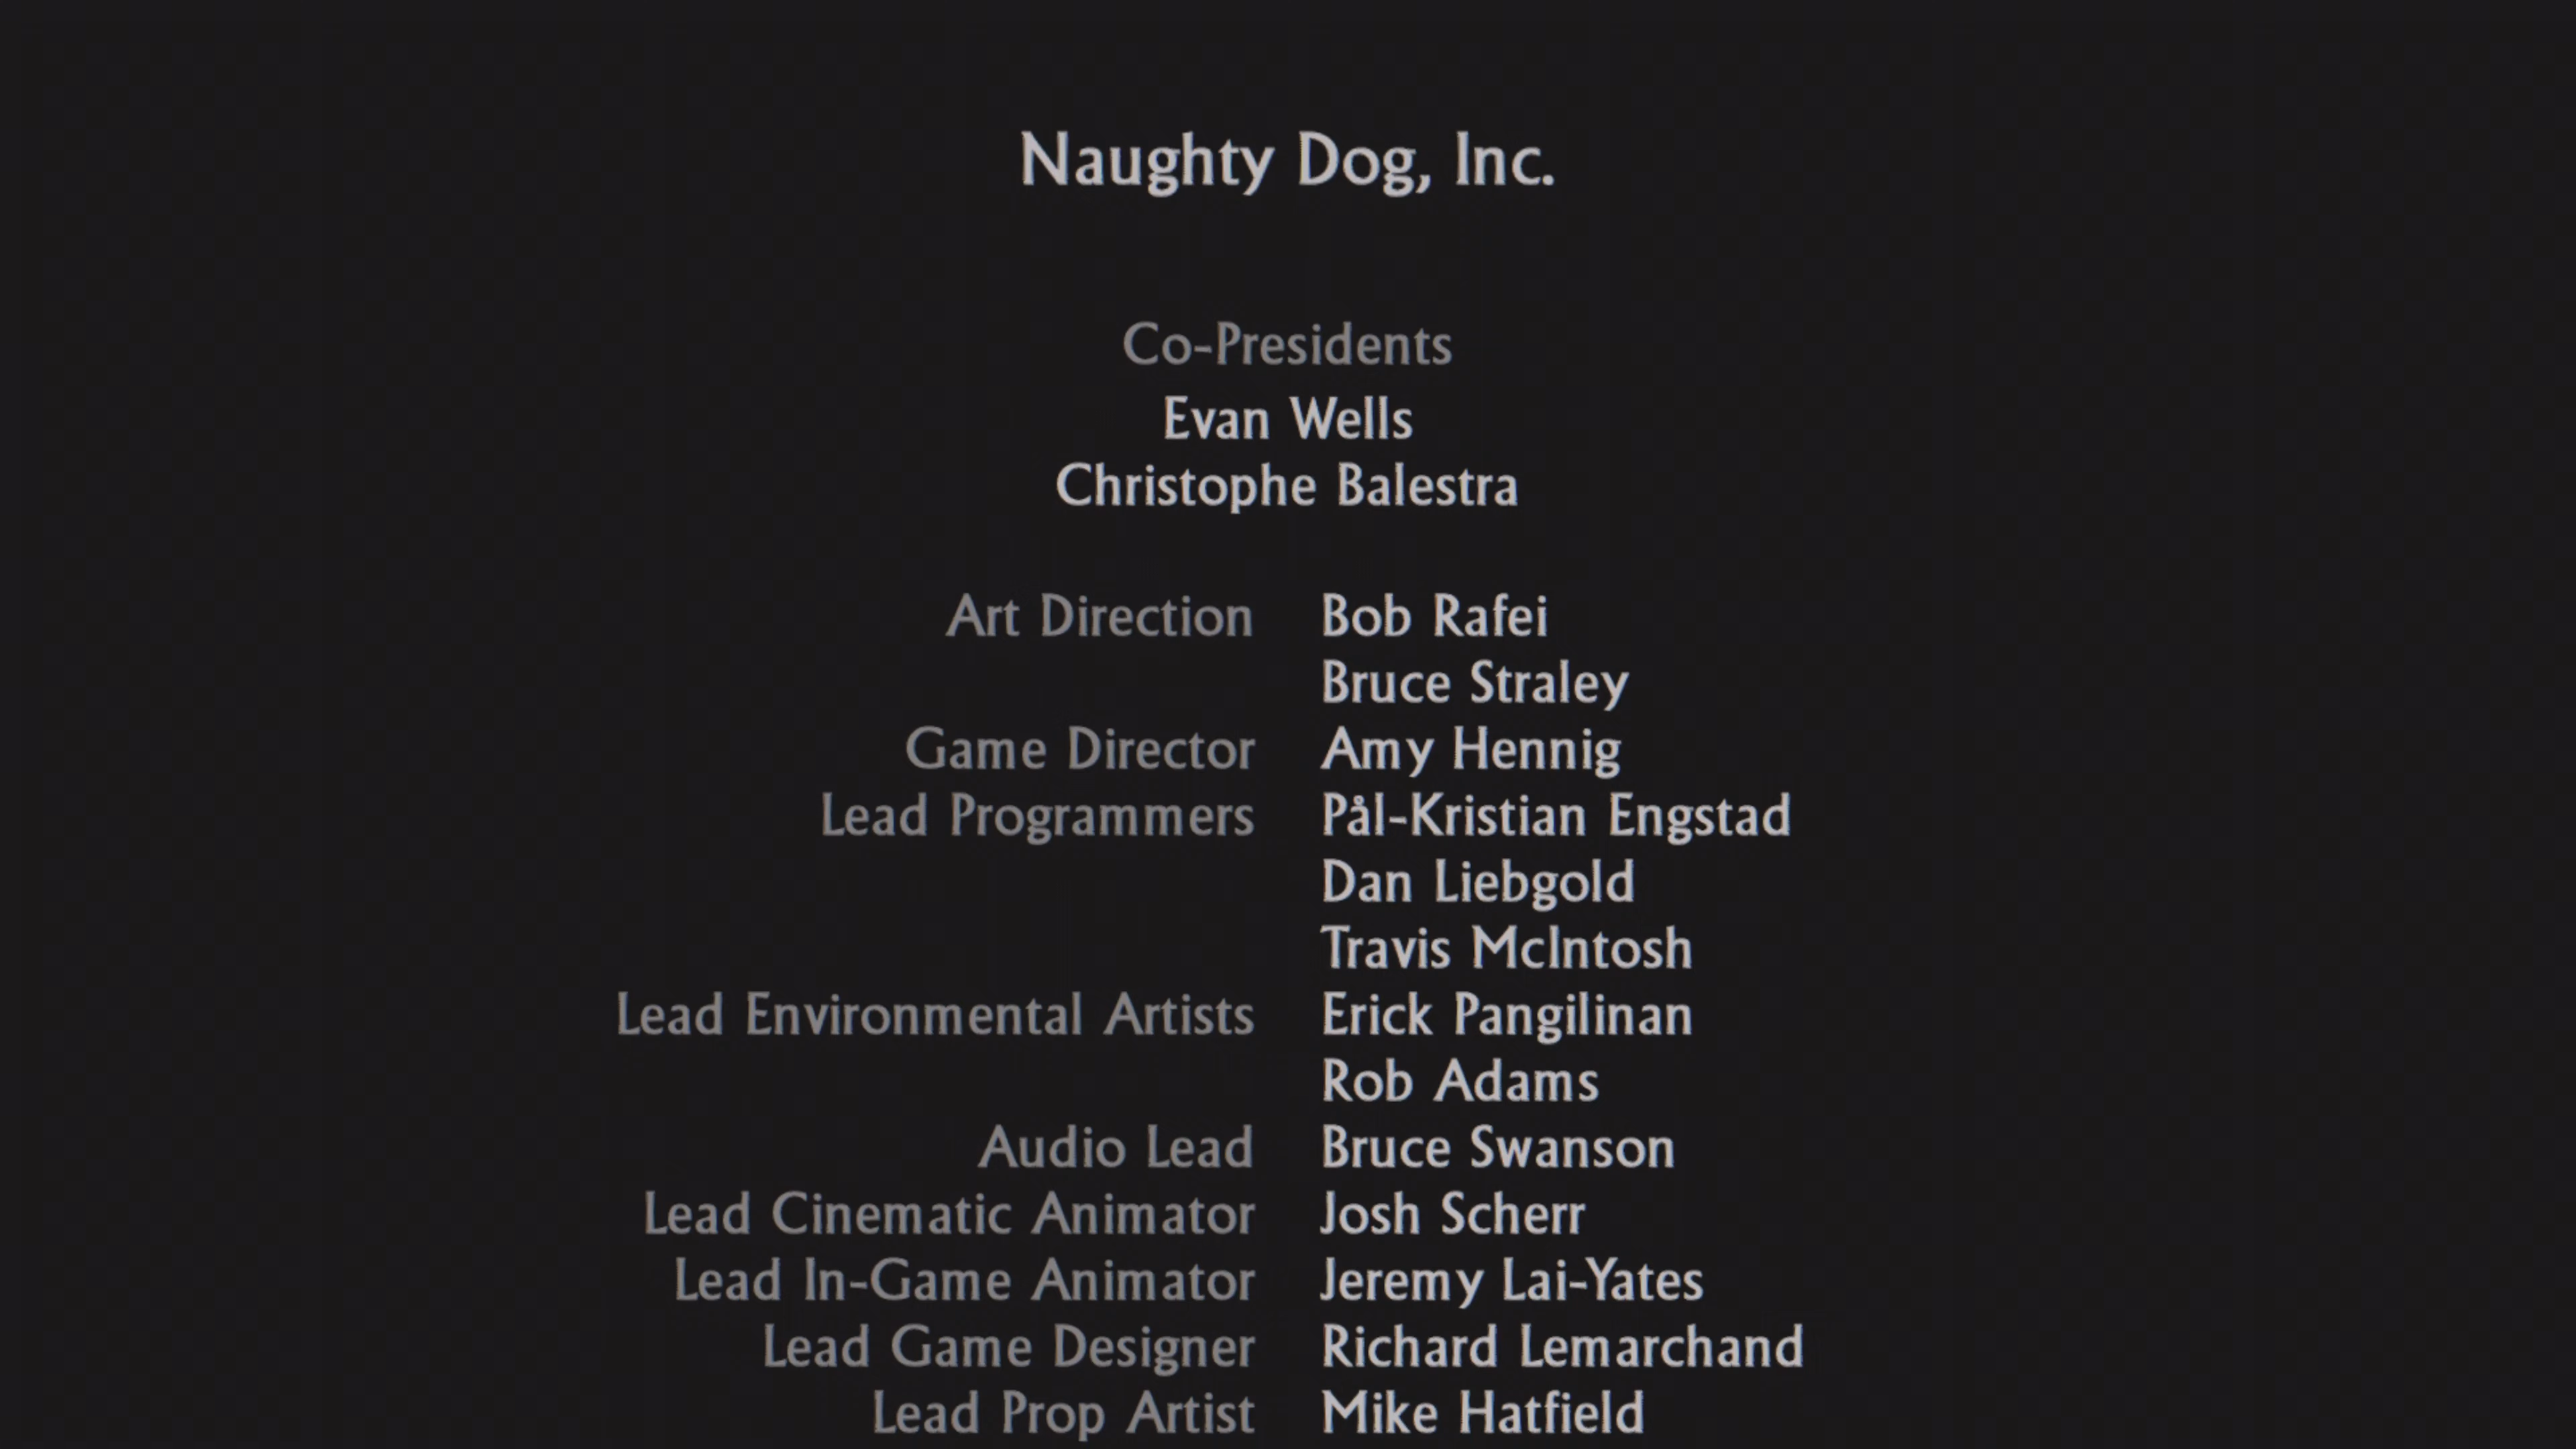 Naughty Dog, Inc.
Co-Presidents
Evan Wells
Christophe Balestra
Art Direction Bob Rafei
Bruce Straley
Game Director Amy Hennig
Lead Programmers Pål-Kristian Engstad
Dan Liebgold
Travis McIntosh
Lead Environmental Artists Erick Pangilinan
Rob Adams
Audio Lead Bruce Swanson
Lead Cinematic Animator Josh Scherr
Lead In-Game Animator Jeremy Lai-Yates
Lead Game Designer Richard Lemarchand
Lead Prop Artist Mike Hatfield